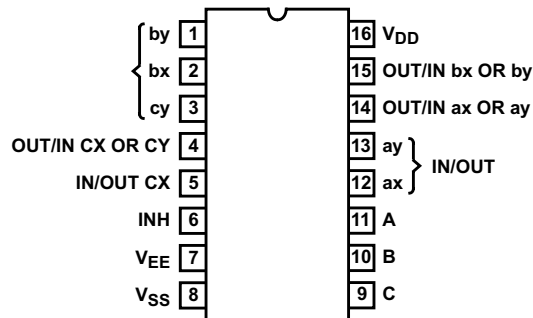 by 1
bx 2
cy 3
OUT/IN CX OR CY 4
IN/OUT CX 5
INH 6
VEE 7
VSS 8
16 VDD
15 OUT/IN bx OR by
14 OUT/IN ax OR ay
13 ay
12 ax
IN/OUT
11 A
10 B
9 C